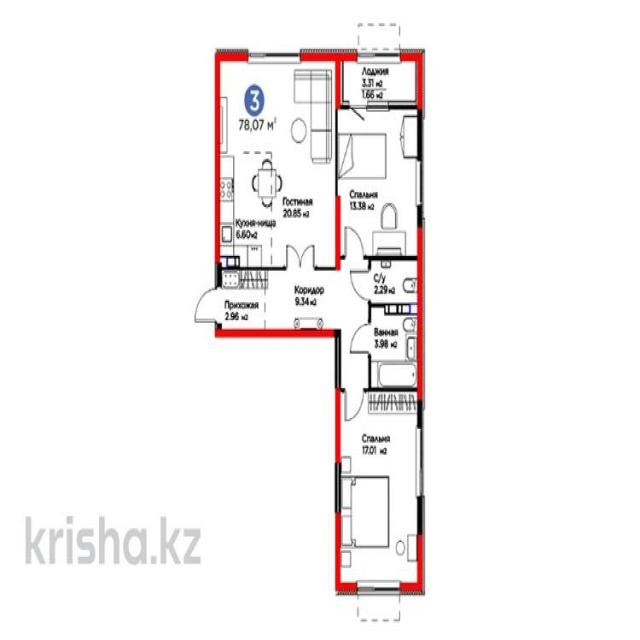 3
78,07 м²
Лоджия
3.31 м2
1.66 м2
Спальня
13.38 м2
Гостиная
20.85 м2
Кухня-ниша
6.60 м2
С/у
2.29 м2
Коридор
9.34 м2
Прихожая
2.96 м2
Ванная
3.98 м2
Спальня
17.01 м2
krisha.kz